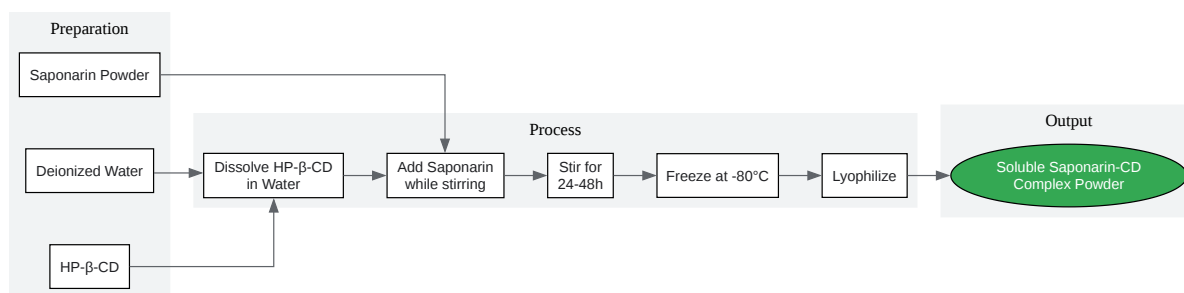 Preparation
Saponarin Powder
Deionized Water
HP-β-CD
Process
Dissolve HP-β-CD
in Water
Add Saponarin
while stirring
Stir for
24-48h
Freeze at -80°C
Lyophilize
Output
Soluble Saponarin-CD
Complex Powder